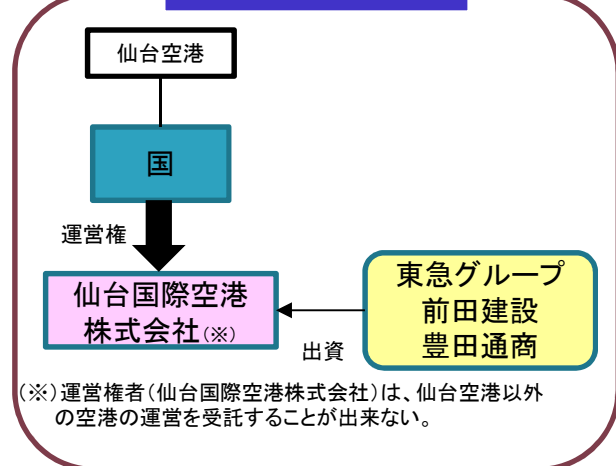 仙台空港
国
運営権
仙台国際空港
株式会社(※)
出資
東急グループ
前田建設
豊田通商
(※)運営権者(仙台国際空港株式会社)は、仙台空港以外
の空港の運営を受託することが出来ない。